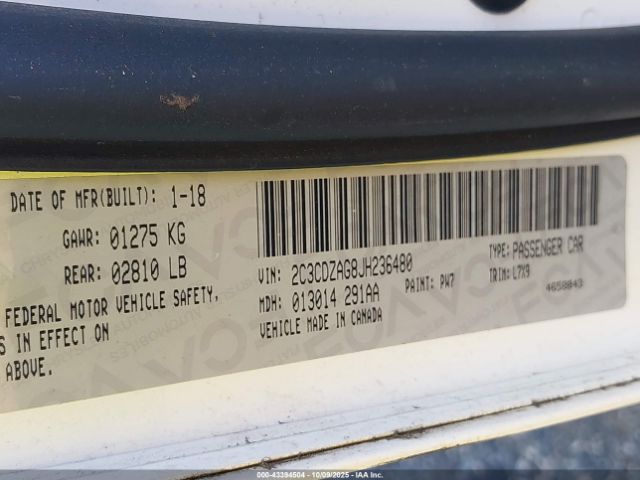 DATE OF MFR(BUILT): 1-18
GAWR: 01275 KG
REAR: 02810 LB
FEDERAL MOTOR VEHICLE SAFETY,
S IN EFFECT ON
ABOVE.
VIN: 2C3CDZAG8JH236480
MDH: 013014 291AA
VEHICLE MADE IN CANADA
PAINT: PW7
TYPE: PASSENGER CAR
TRIM: L7X9
4658843
000-43394504 - 10/09/2025 - IAA Inc.